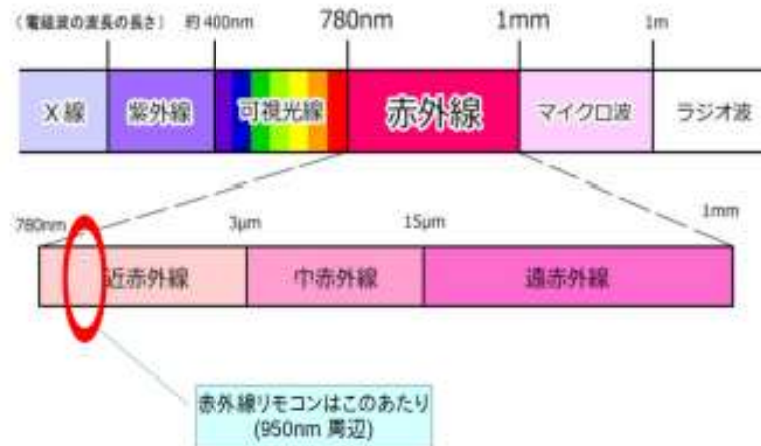 （電磁波の波長の長さ） 約400nm 780nm 1mm 1m
X線 紫外線 可視光線 赤外線 マイクロ波 ラジオ波
780nm 3μm 15μm 1mm
近赤外線 中赤外線 遠赤外線
赤外線リモコンはこのあたり
(950nm 周辺)